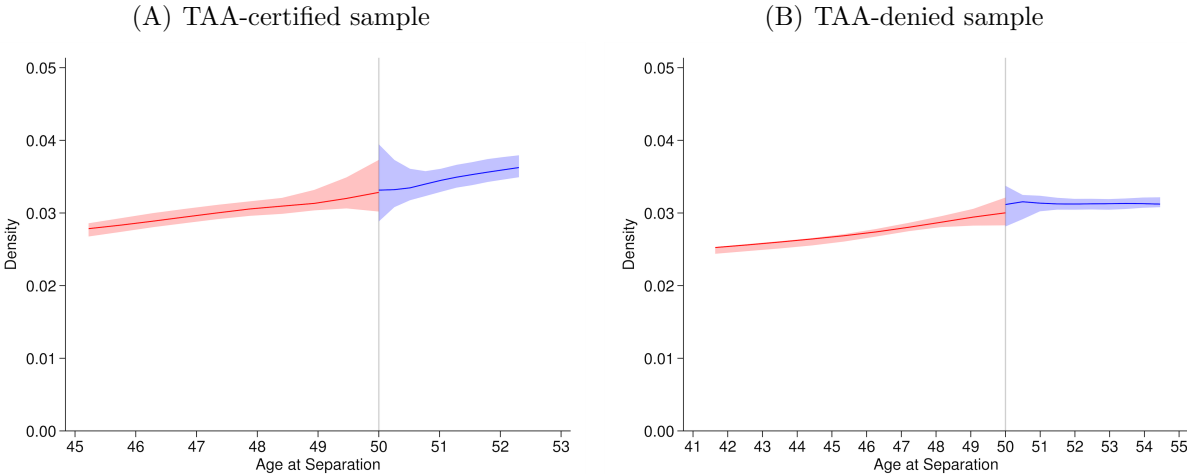 (A) TAA-certified sample
0.05
0.04
0.03
0.02
0.01
0.00
Density
45 46 47 48 49 50 51 52 53
Age at Separation
(B) TAA-denied sample
0.05
0.04
0.03
0.02
0.01
0.00
Density
41 42 43 44 45 46 47 48 49 50 51 52 53 54 55
Age at Separation